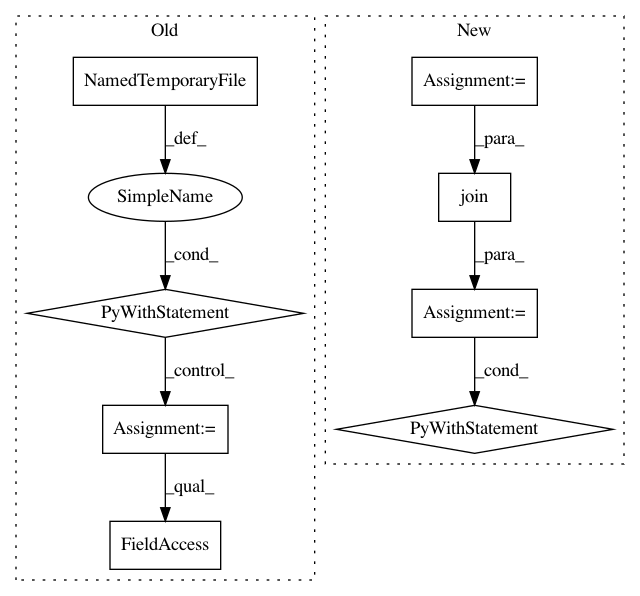 Old
NamedTemporaryFile
_def_
SimpleName
_cond_
PyWithStatement
_control_
Assignment:=
_qual_
FieldAccess
New
Assignment:=
_para_
join
_para_
Assignment:=
_cond_
PyWithStatement